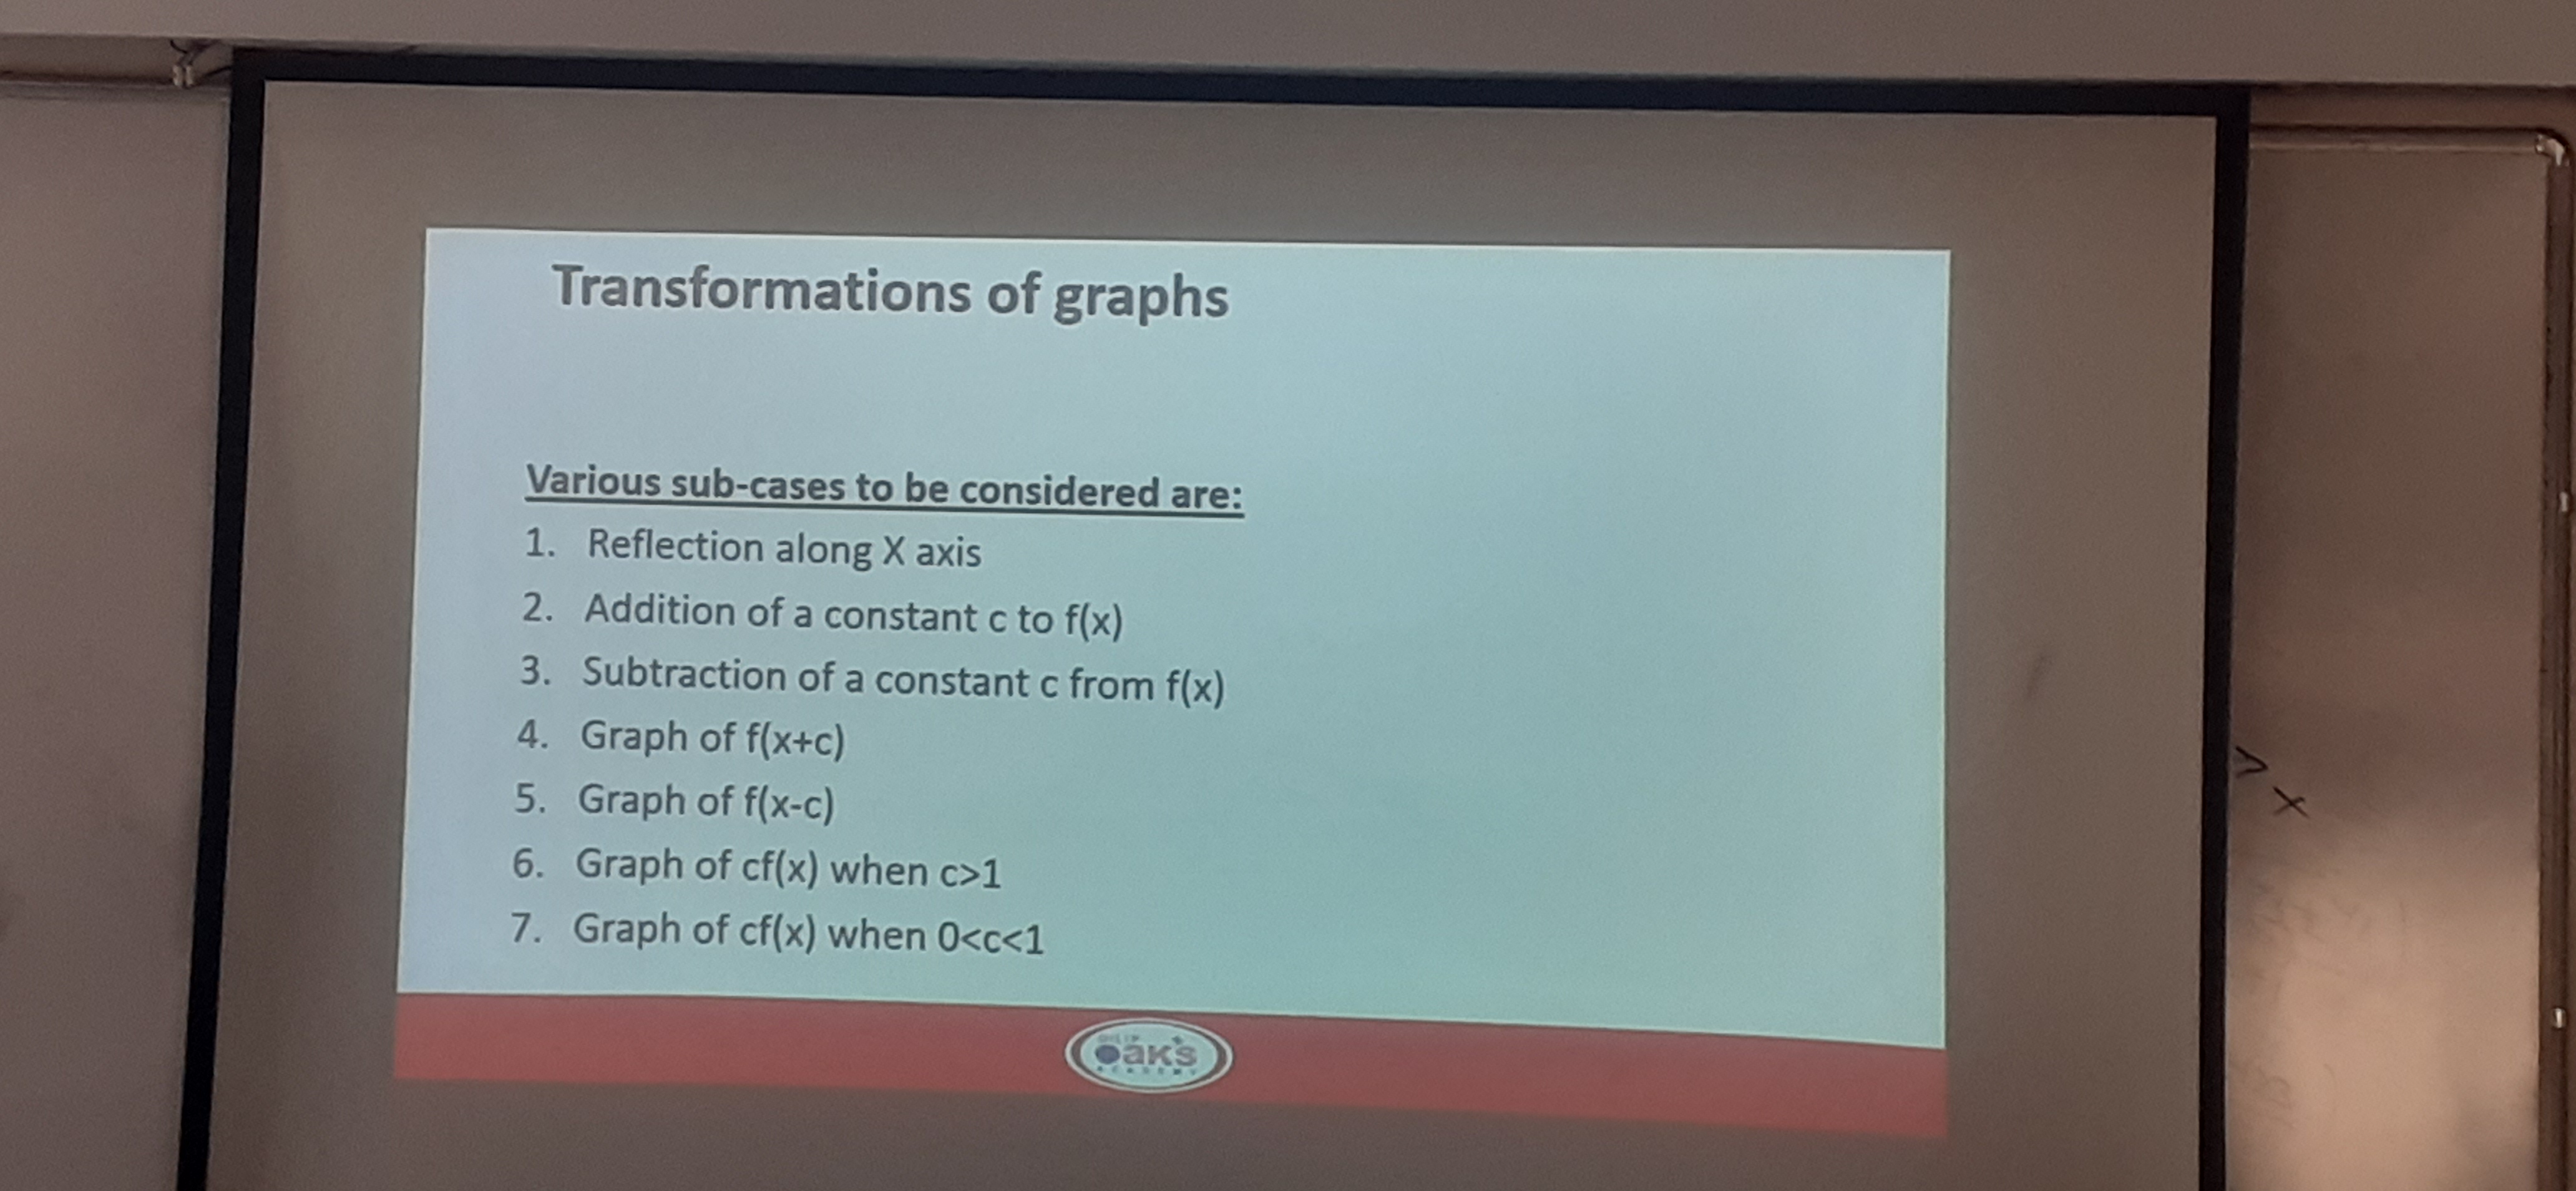 Transformations of graphs
Various sub-cases to be considered are:
1. Reflection along X axis
2. Addition of a constant c to f(x)
3. Subtraction of a constant c from f(x)
4. Graph of f(x+c)
5. Graph of f(x-c)
6. Graph of cf(x) when c>1
7. Graph of cf(x) when 0<c<1
x
oaks
ACADEMY